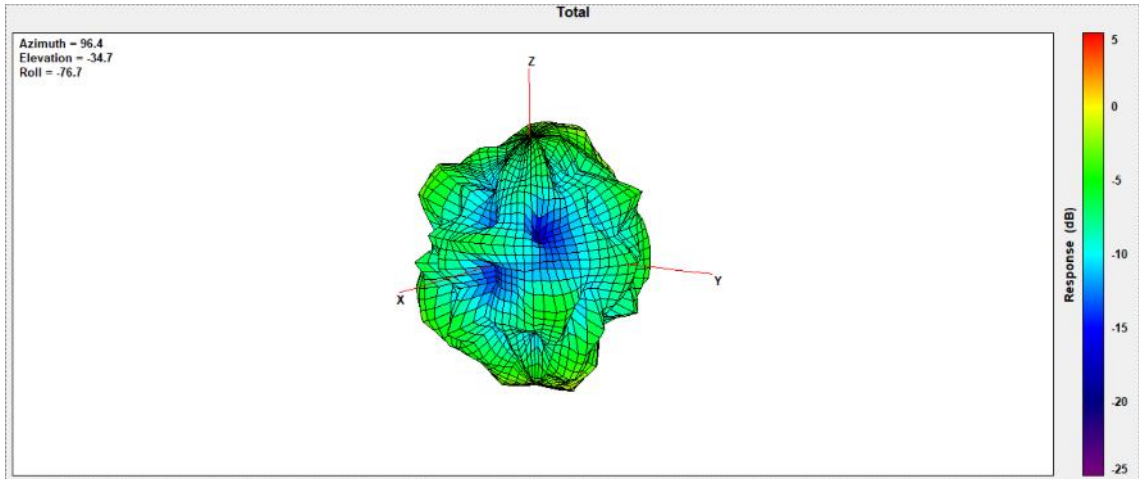 Total
Azimuth = 96.4
Elevation = -34.7
Roll = -76.7
Z
Y
X
5
0
-5
-10
-15
-20
-25
Response (dB)